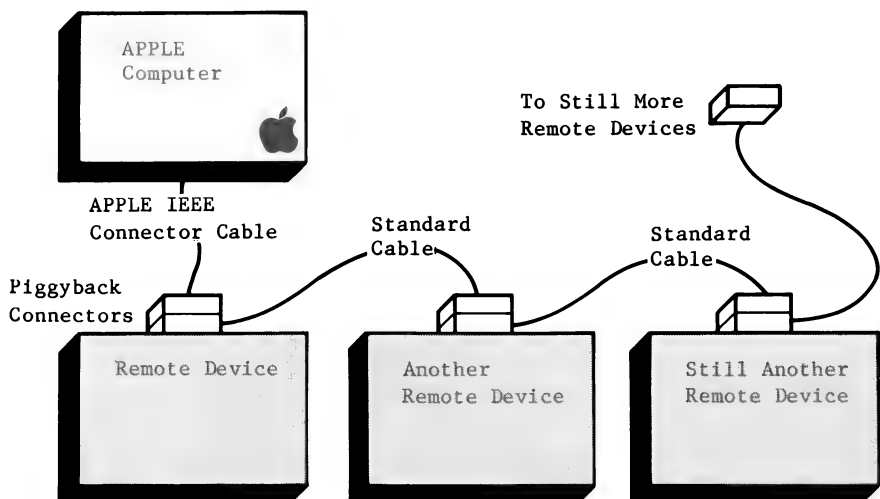 APPLE
Computer
To Still More
Remote Devices
APPLE IEEE
Connector Cable
Standard
Cable
Standard
Cable
Piggyback
Connectors
Remote Device
Another
Remote Device
Still Another
Remote Device